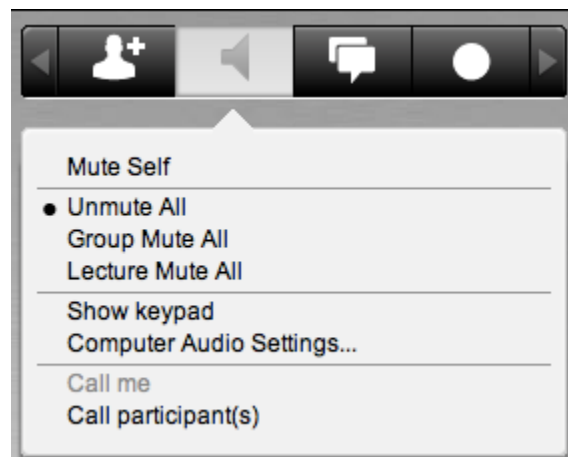 Mute Self
Unmute All
Group Mute All
Lecture Mute All
Show keypad
Computer Audio Settings...
Call me
Call participant(s)